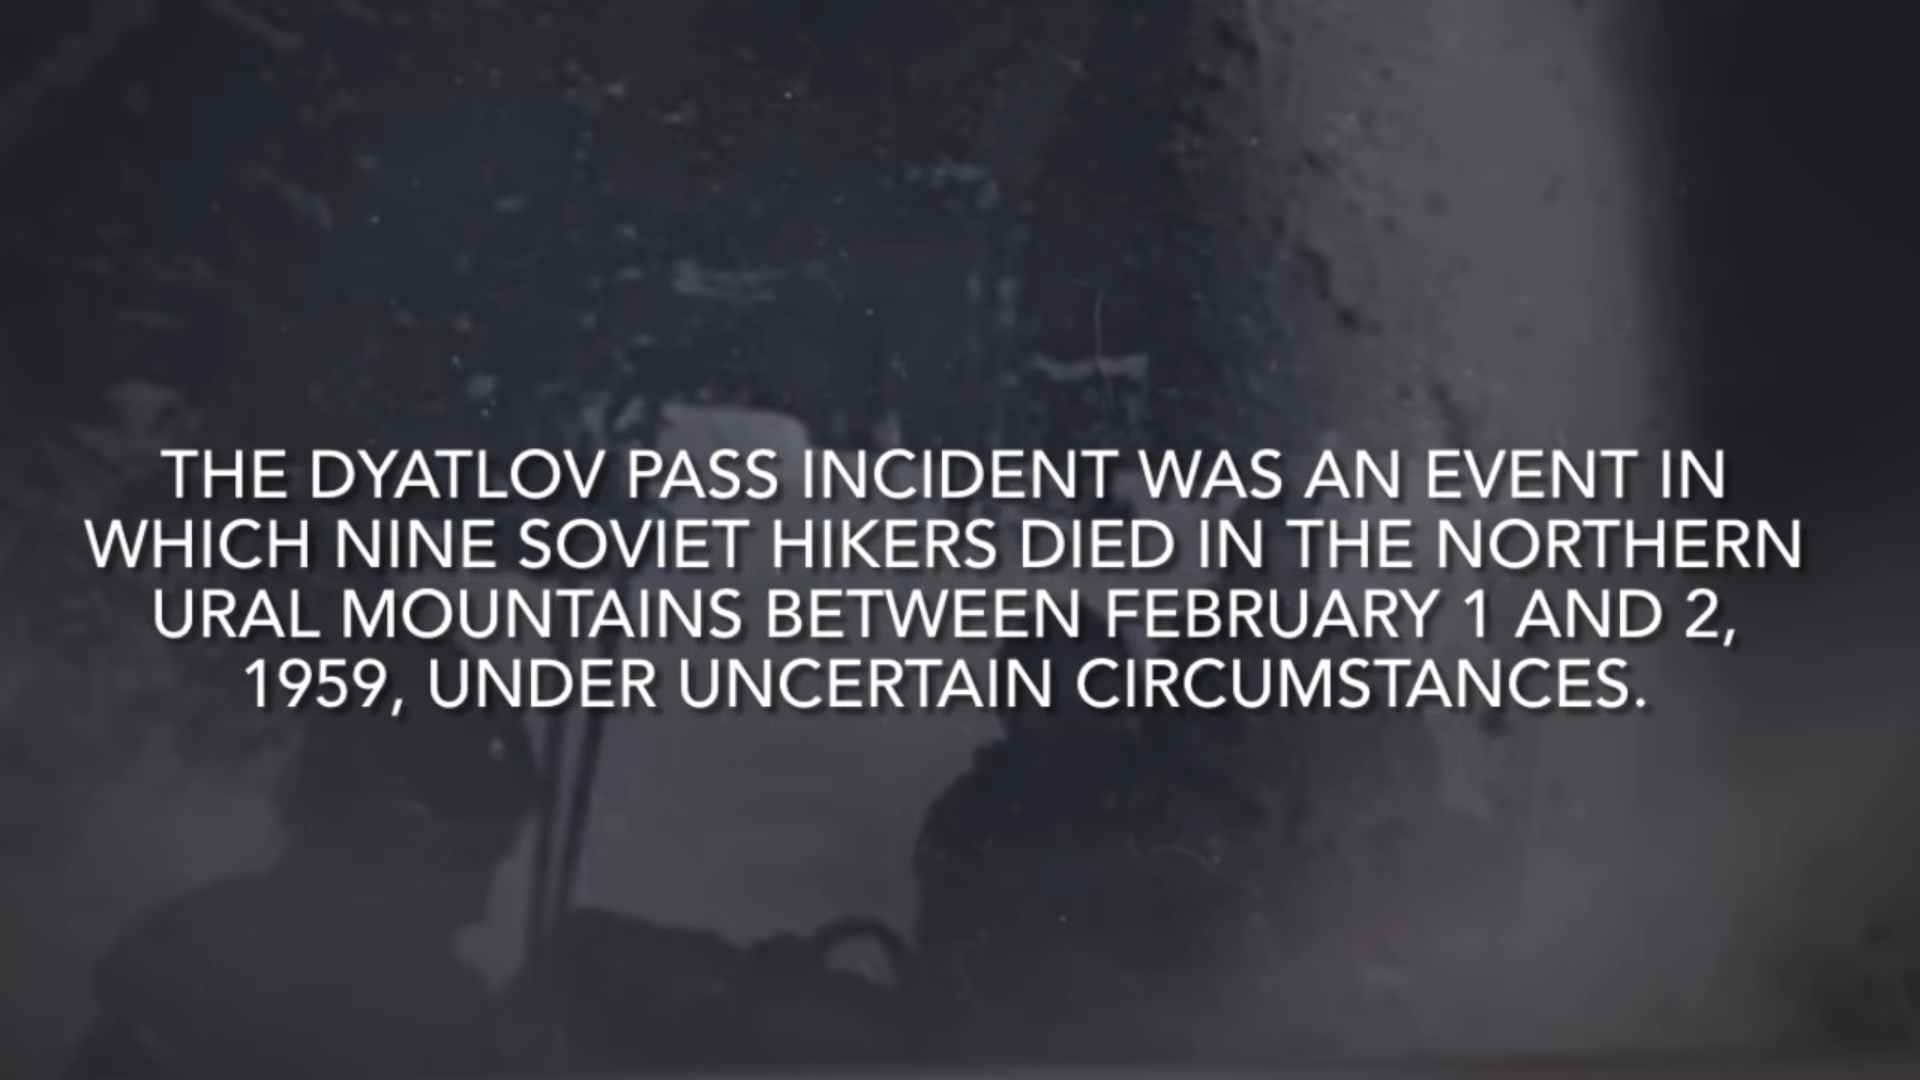 THE DYATLOV PASS INCIDENT WAS AN EVENT IN
WHICH NINE SOVIET HIKERS DIED IN THE NORTHERN
URAL MOUNTAINS BETWEEN FEBRUARY 1 AND 2,
1959, UNDER UNCERTAIN CIRCUMSTANCES.